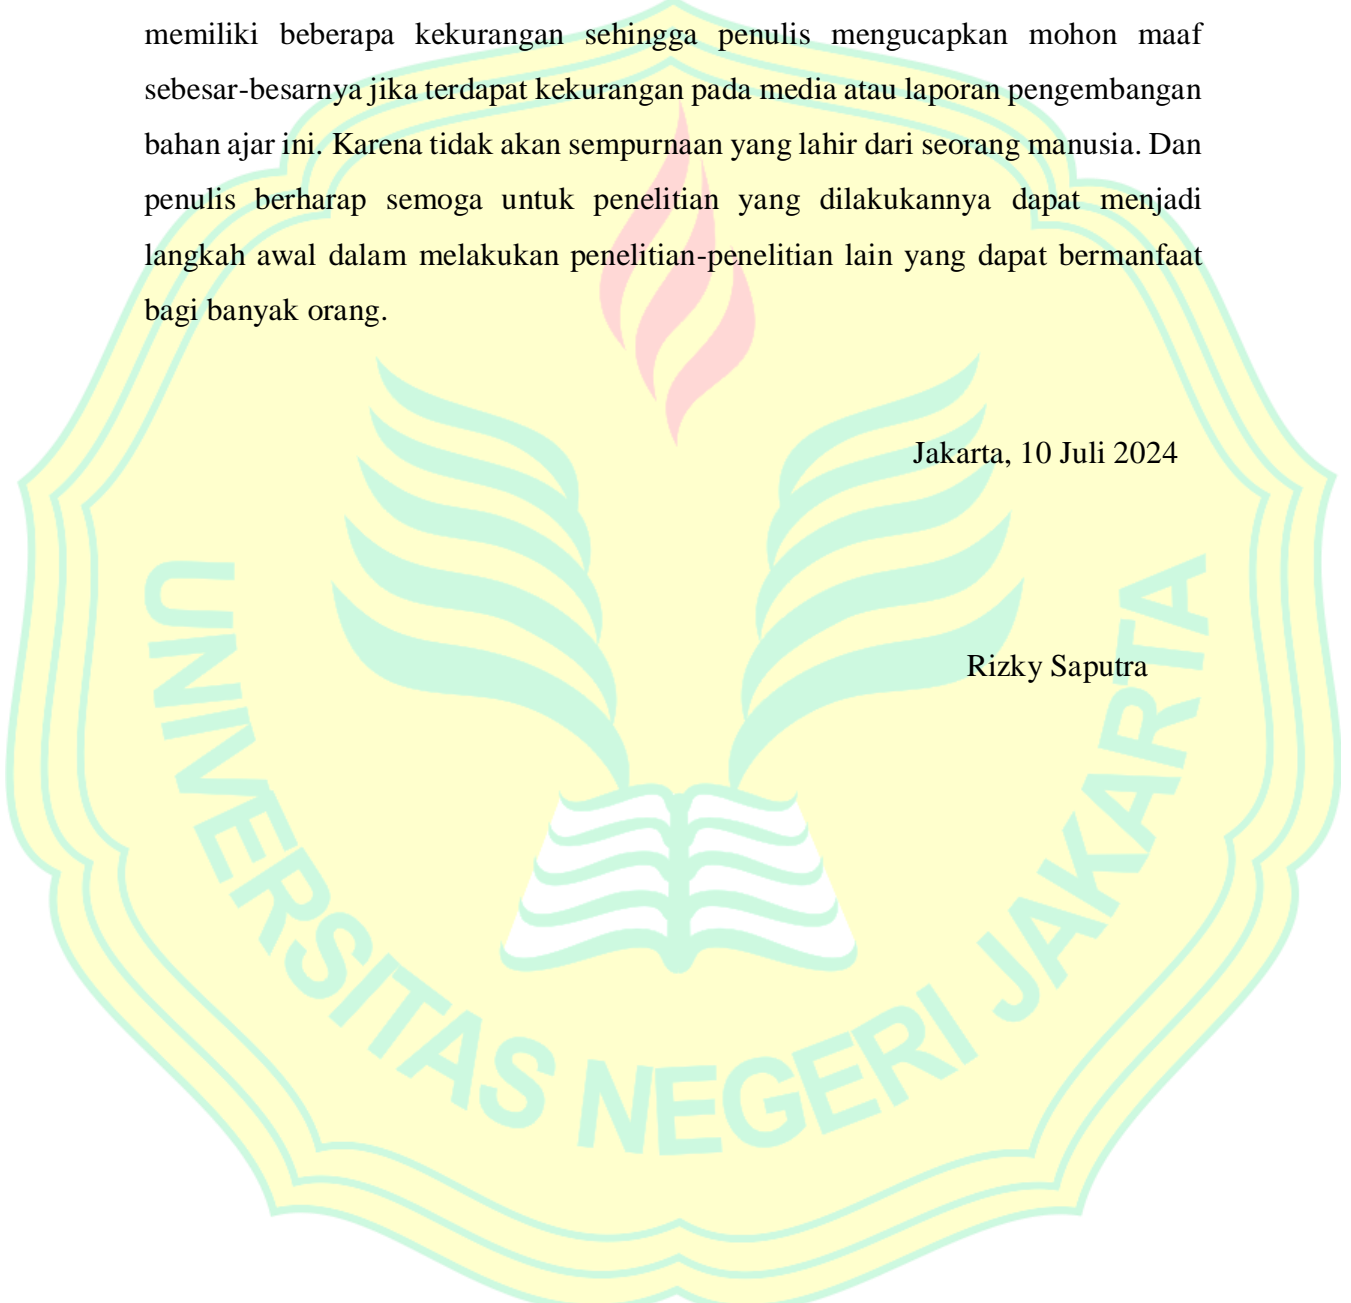 memiliki beberapa kekurangan sehingga penulis mengucapkan mohon maaf
sebesar-besarnya jika terdapat kekurangan pada media atau laporan pengembangan
bahan ajar ini. Karena tidak akan sempurnaan yang lahir dari seorang manusia. Dan
penulis berharap semoga untuk penelitian yang dilakukannya dapat menjadi
langkah awal dalam melakukan penelitian-penelitian lain yang dapat bermanfaat
bagi banyak orang.
Jakarta, 10 Juli 2024
Rizky Saputra
UNIVERSITAS NEGERI JAKARTA